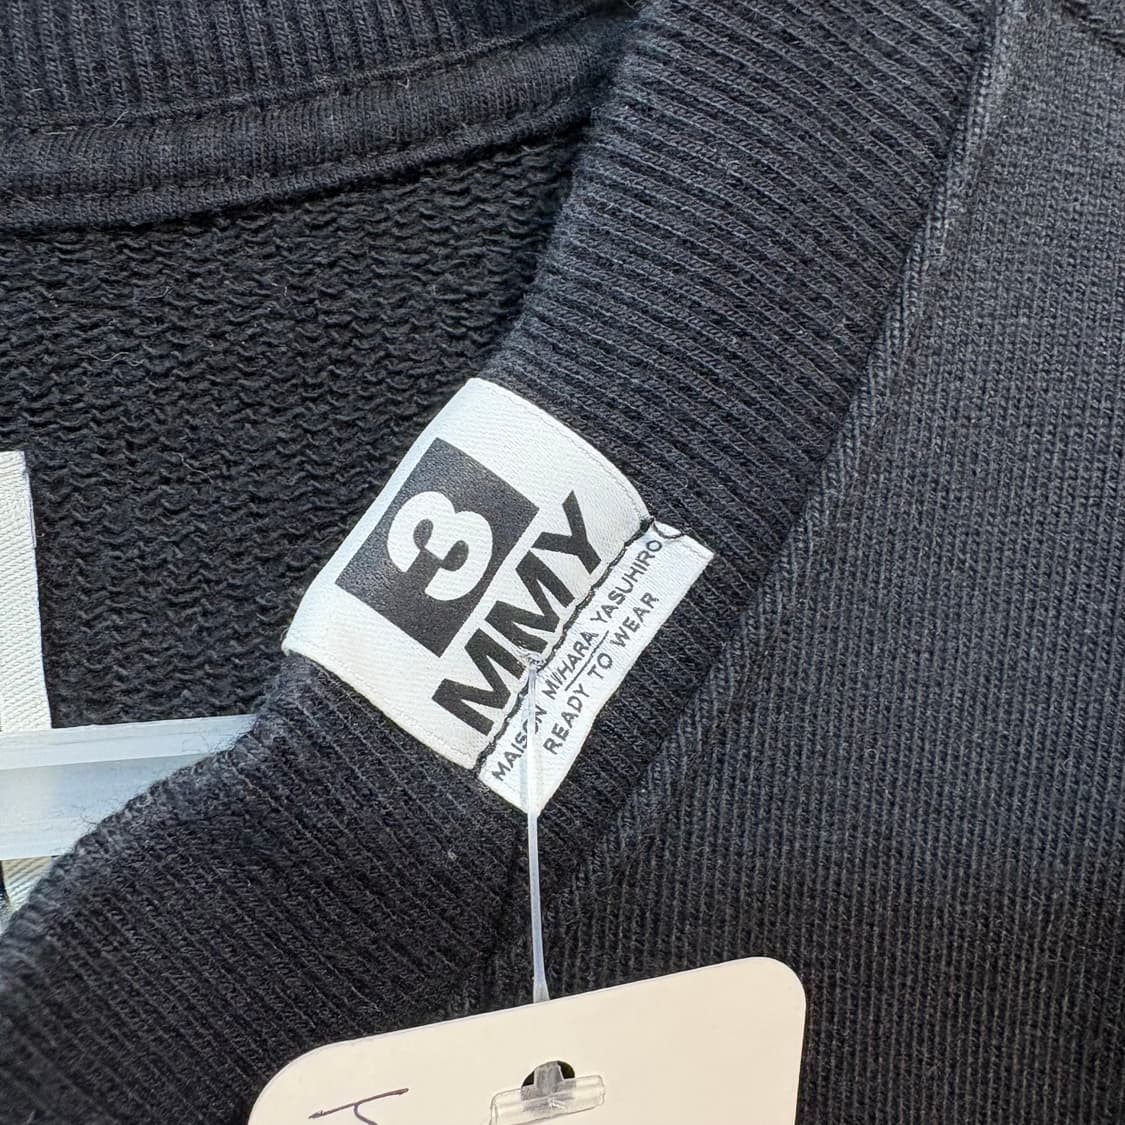 3
MMY
MAISON MIHARA YASUHIRO
READY TO WEAR